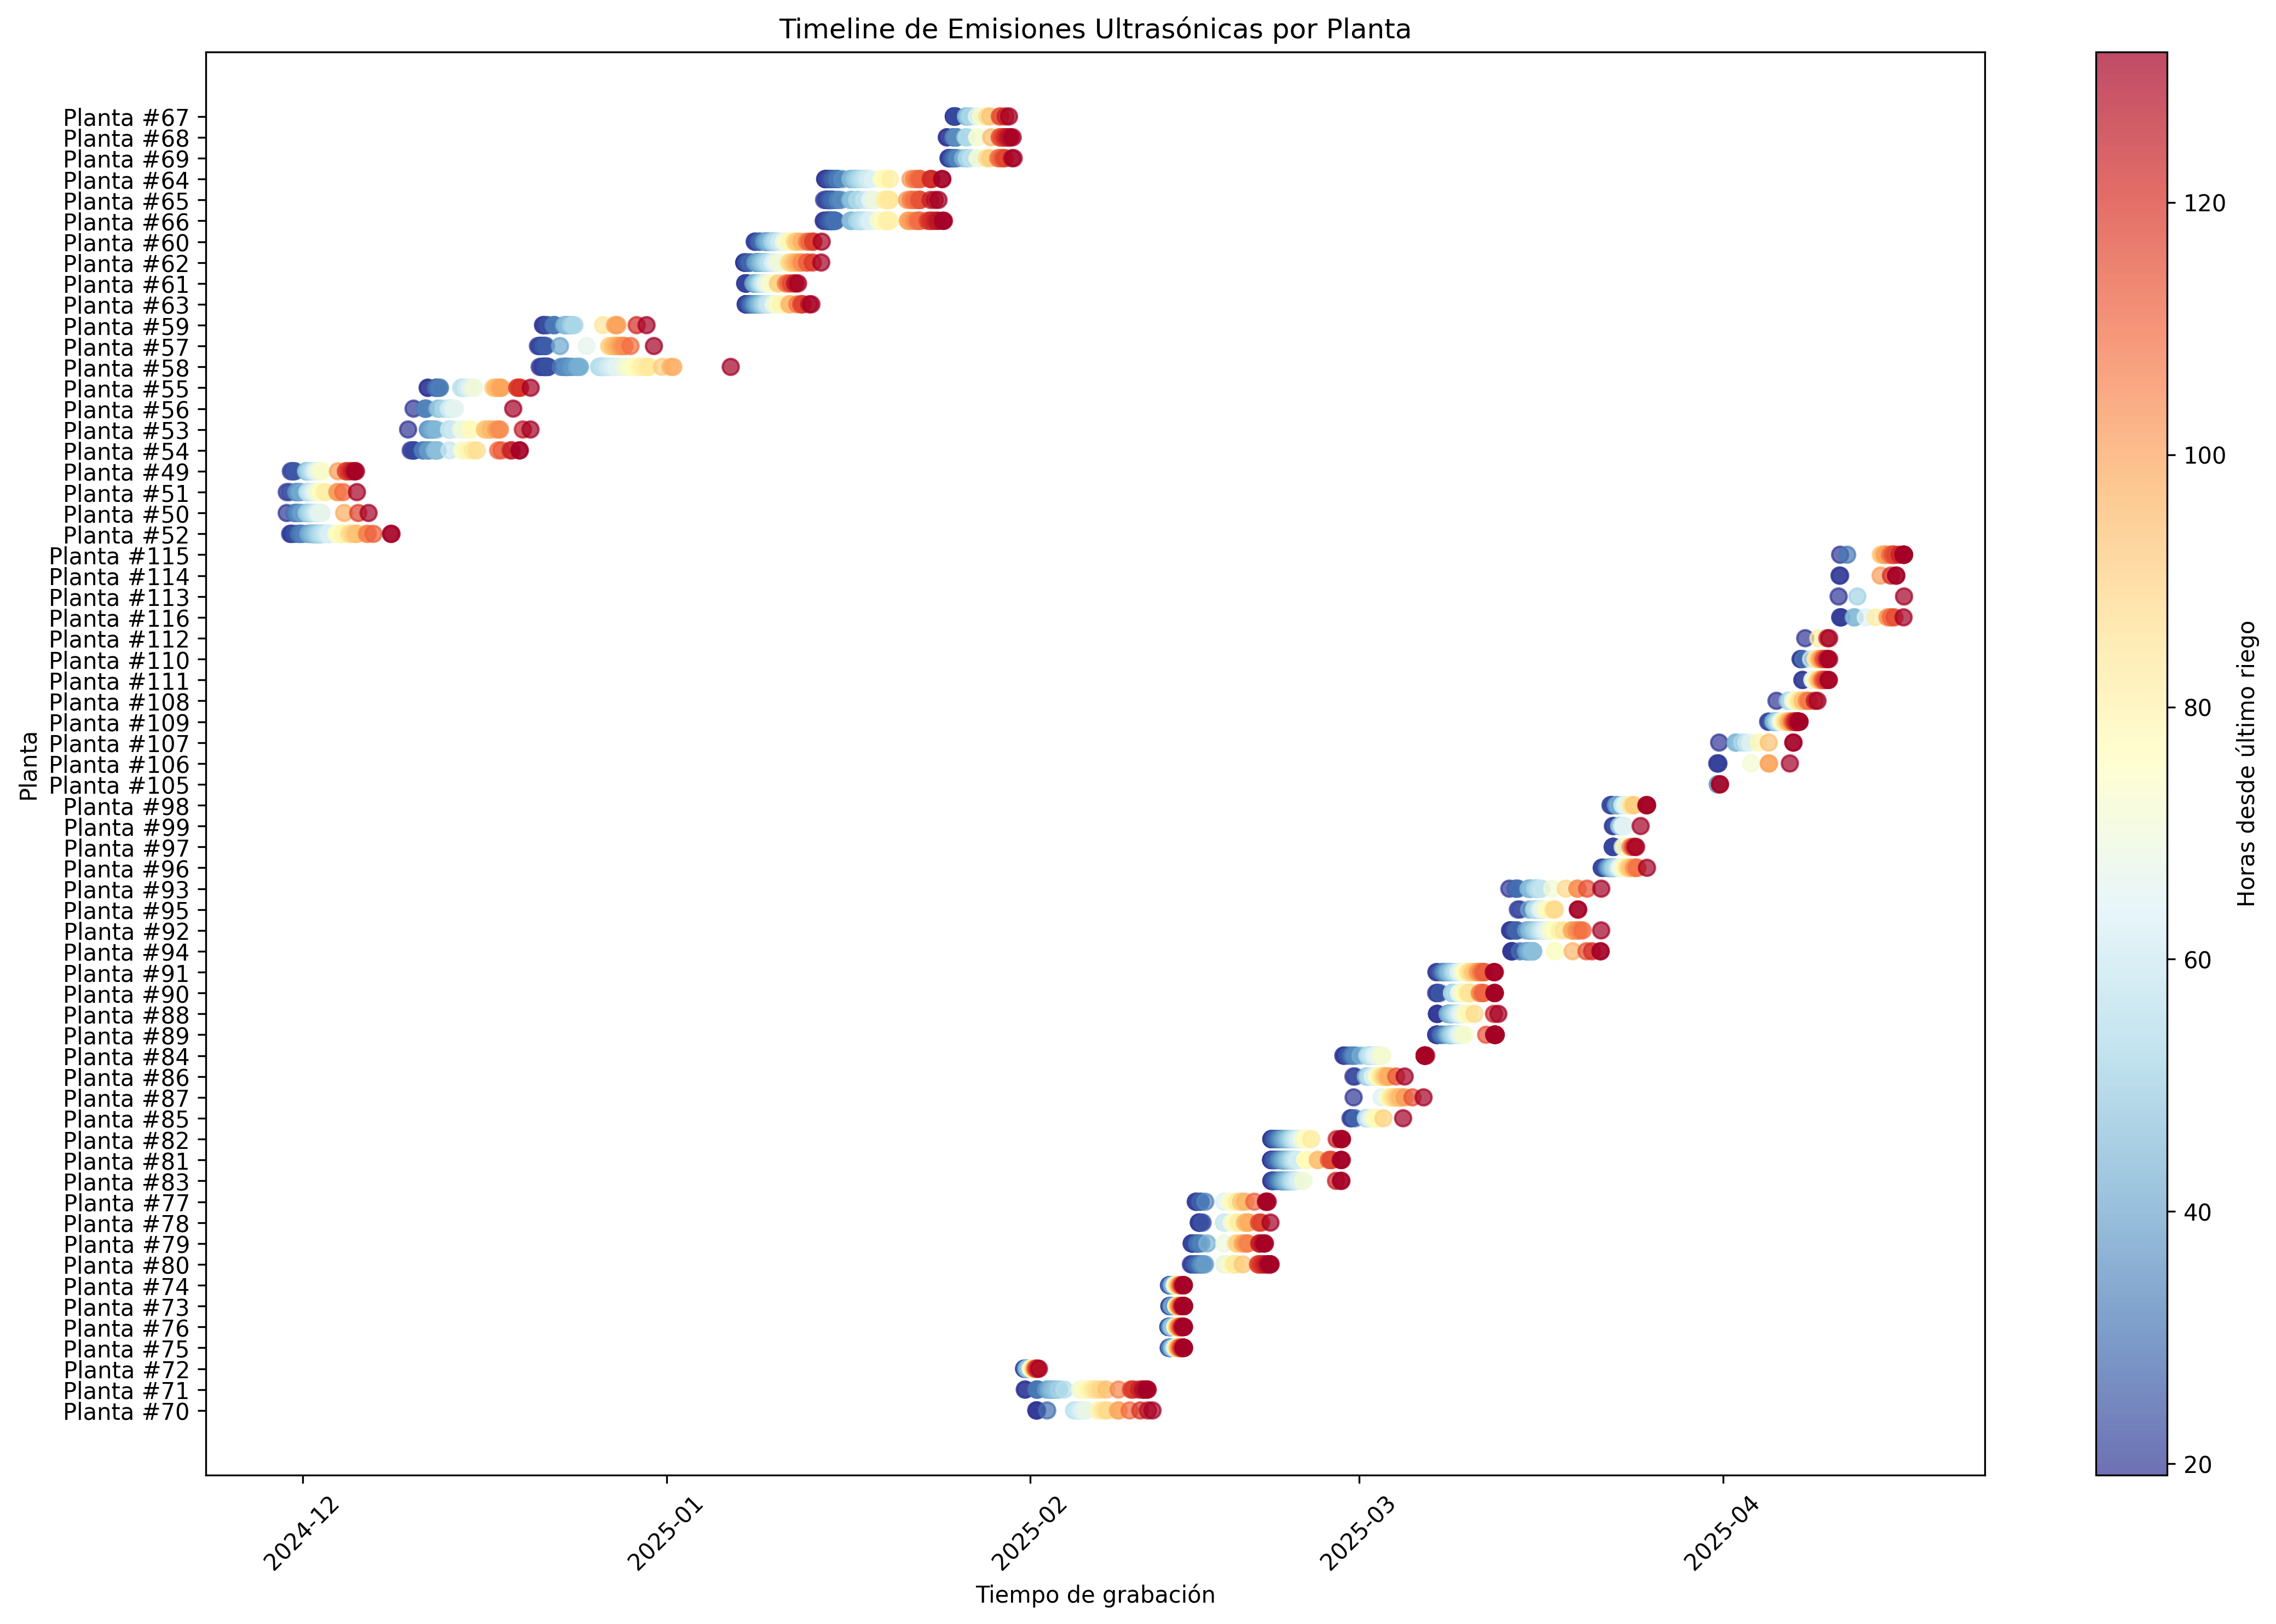 Timeline de Emisiones Ultrasónicas por Planta
Planta
Planta #67
Planta #68
Planta #69
Planta #64
Planta #65
Planta #66
Planta #60
Planta #62
Planta #61
Planta #63
Planta #59
Planta #57
Planta #58
Planta #55
Planta #56
Planta #53
Planta #54
Planta #49
Planta #51
Planta #50
Planta #52
Planta #115
Planta #114
Planta #113
Planta #116
Planta #112
Planta #110
Planta #111
Planta #108
Planta #109
Planta #107
Planta #106
Planta #105
Planta #98
Planta #99
Planta #97
Planta #96
Planta #93
Planta #95
Planta #92
Planta #94
Planta #91
Planta #90
Planta #88
Planta #89
Planta #84
Planta #86
Planta #87
Planta #85
Planta #82
Planta #81
Planta #83
Planta #77
Planta #78
Planta #79
Planta #80
Planta #74
Planta #73
Planta #76
Planta #75
Planta #72
Planta #71
Planta #70
2024-12
2025-01
2025-02
2025-03
2025-04
Tiempo de grabación
120
100
80
60
40
20
Horas desde último riego